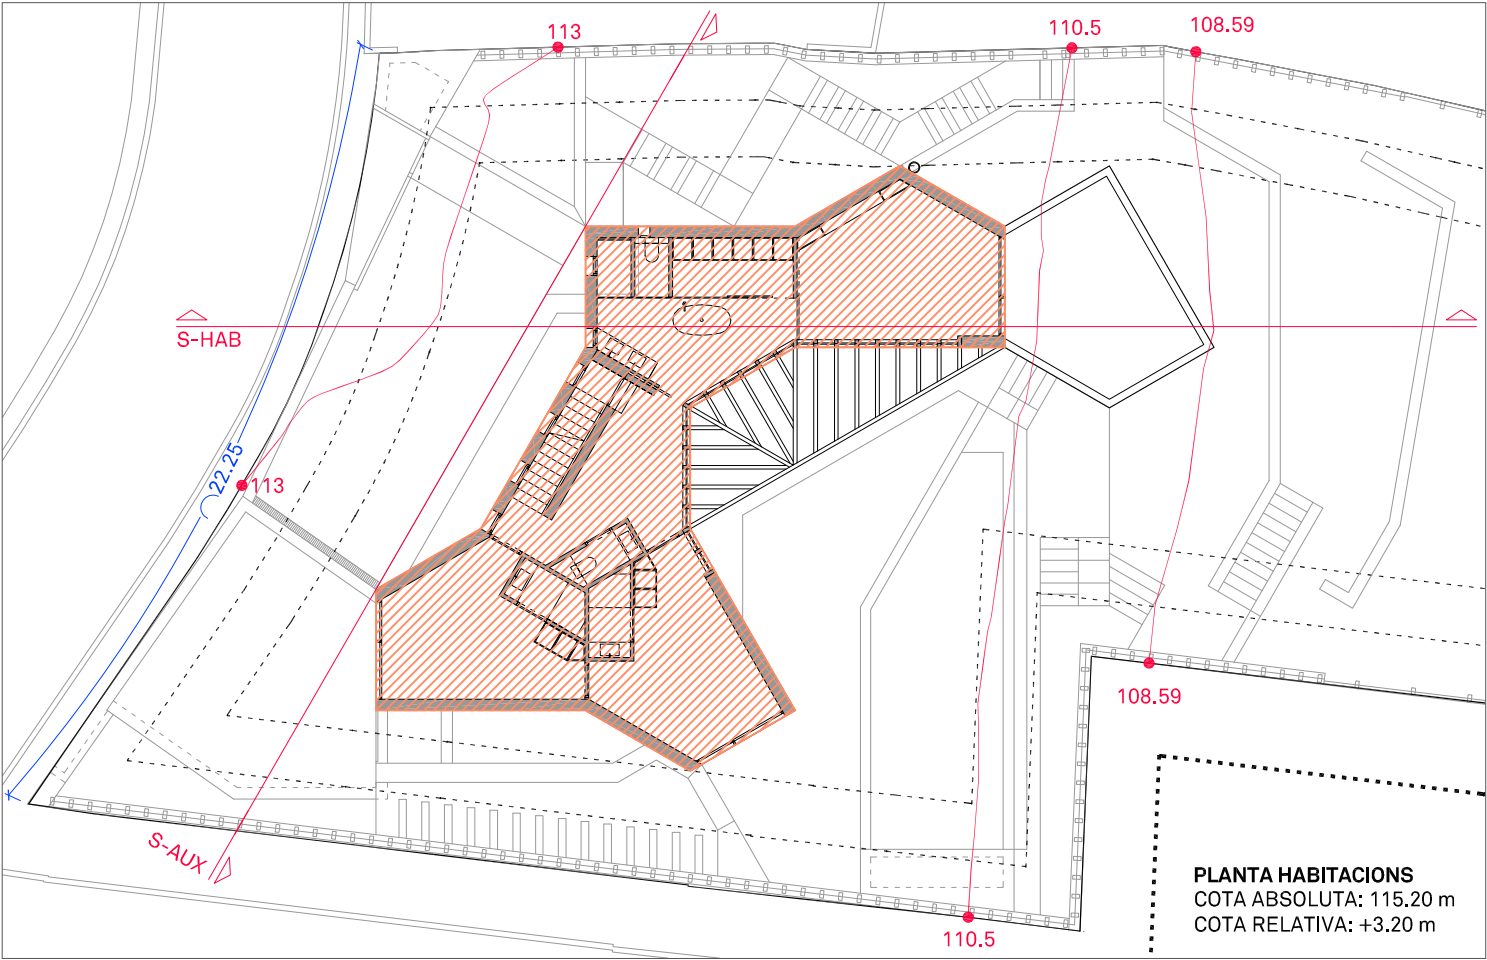 113
110.5
108.59
S-HAB
22.25
113
108.59
S-AUX
PLANTA HABITACIONS
COTA ABSOLUTA: 115.20 m
COTA RELATIVA: +3.20 m
110.5